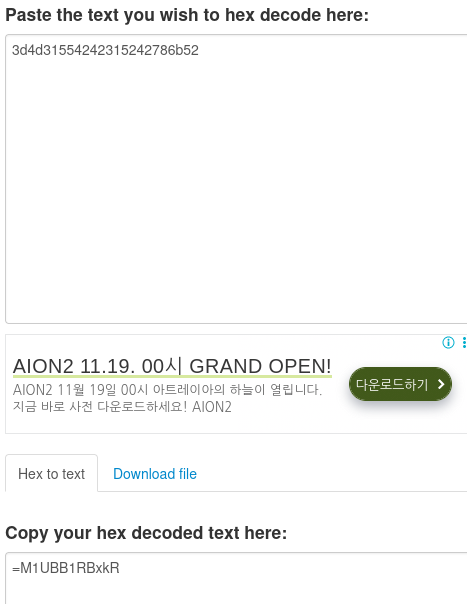 Paste the text you wish to hex decode here:
3d4d31554242315242786b52
AION2 11.19. 00시 GRAND OPEN!
AION2 11월 19일 00시 아트레이아의 하늘이 열립니다.
지금 바로 사전 다운로드하세요! AION2
다운로드하기
Hex to text
Download file
Copy your hex decoded text here:
=M1UBB1RBxkR